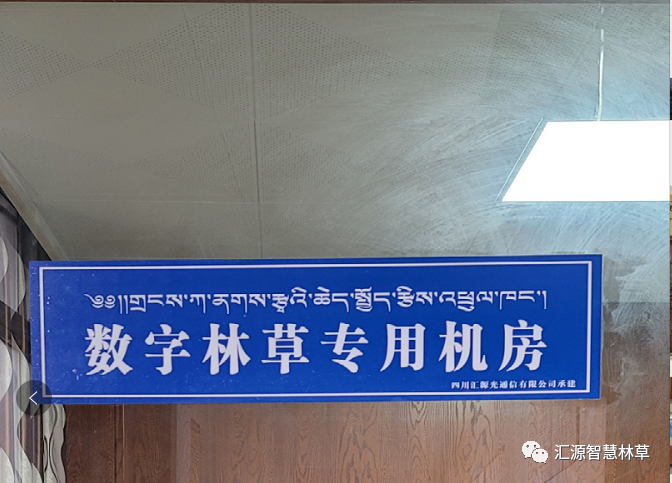 ༄༅།།གྲངས་ཀ་ནགས་རྩྭའི་ཆེད་སྤྱོད་རྩིས་འཕྲུལ་ཁང་།
数字林草专用机房
四川汇源光通信有限公司承建
汇源智慧林草